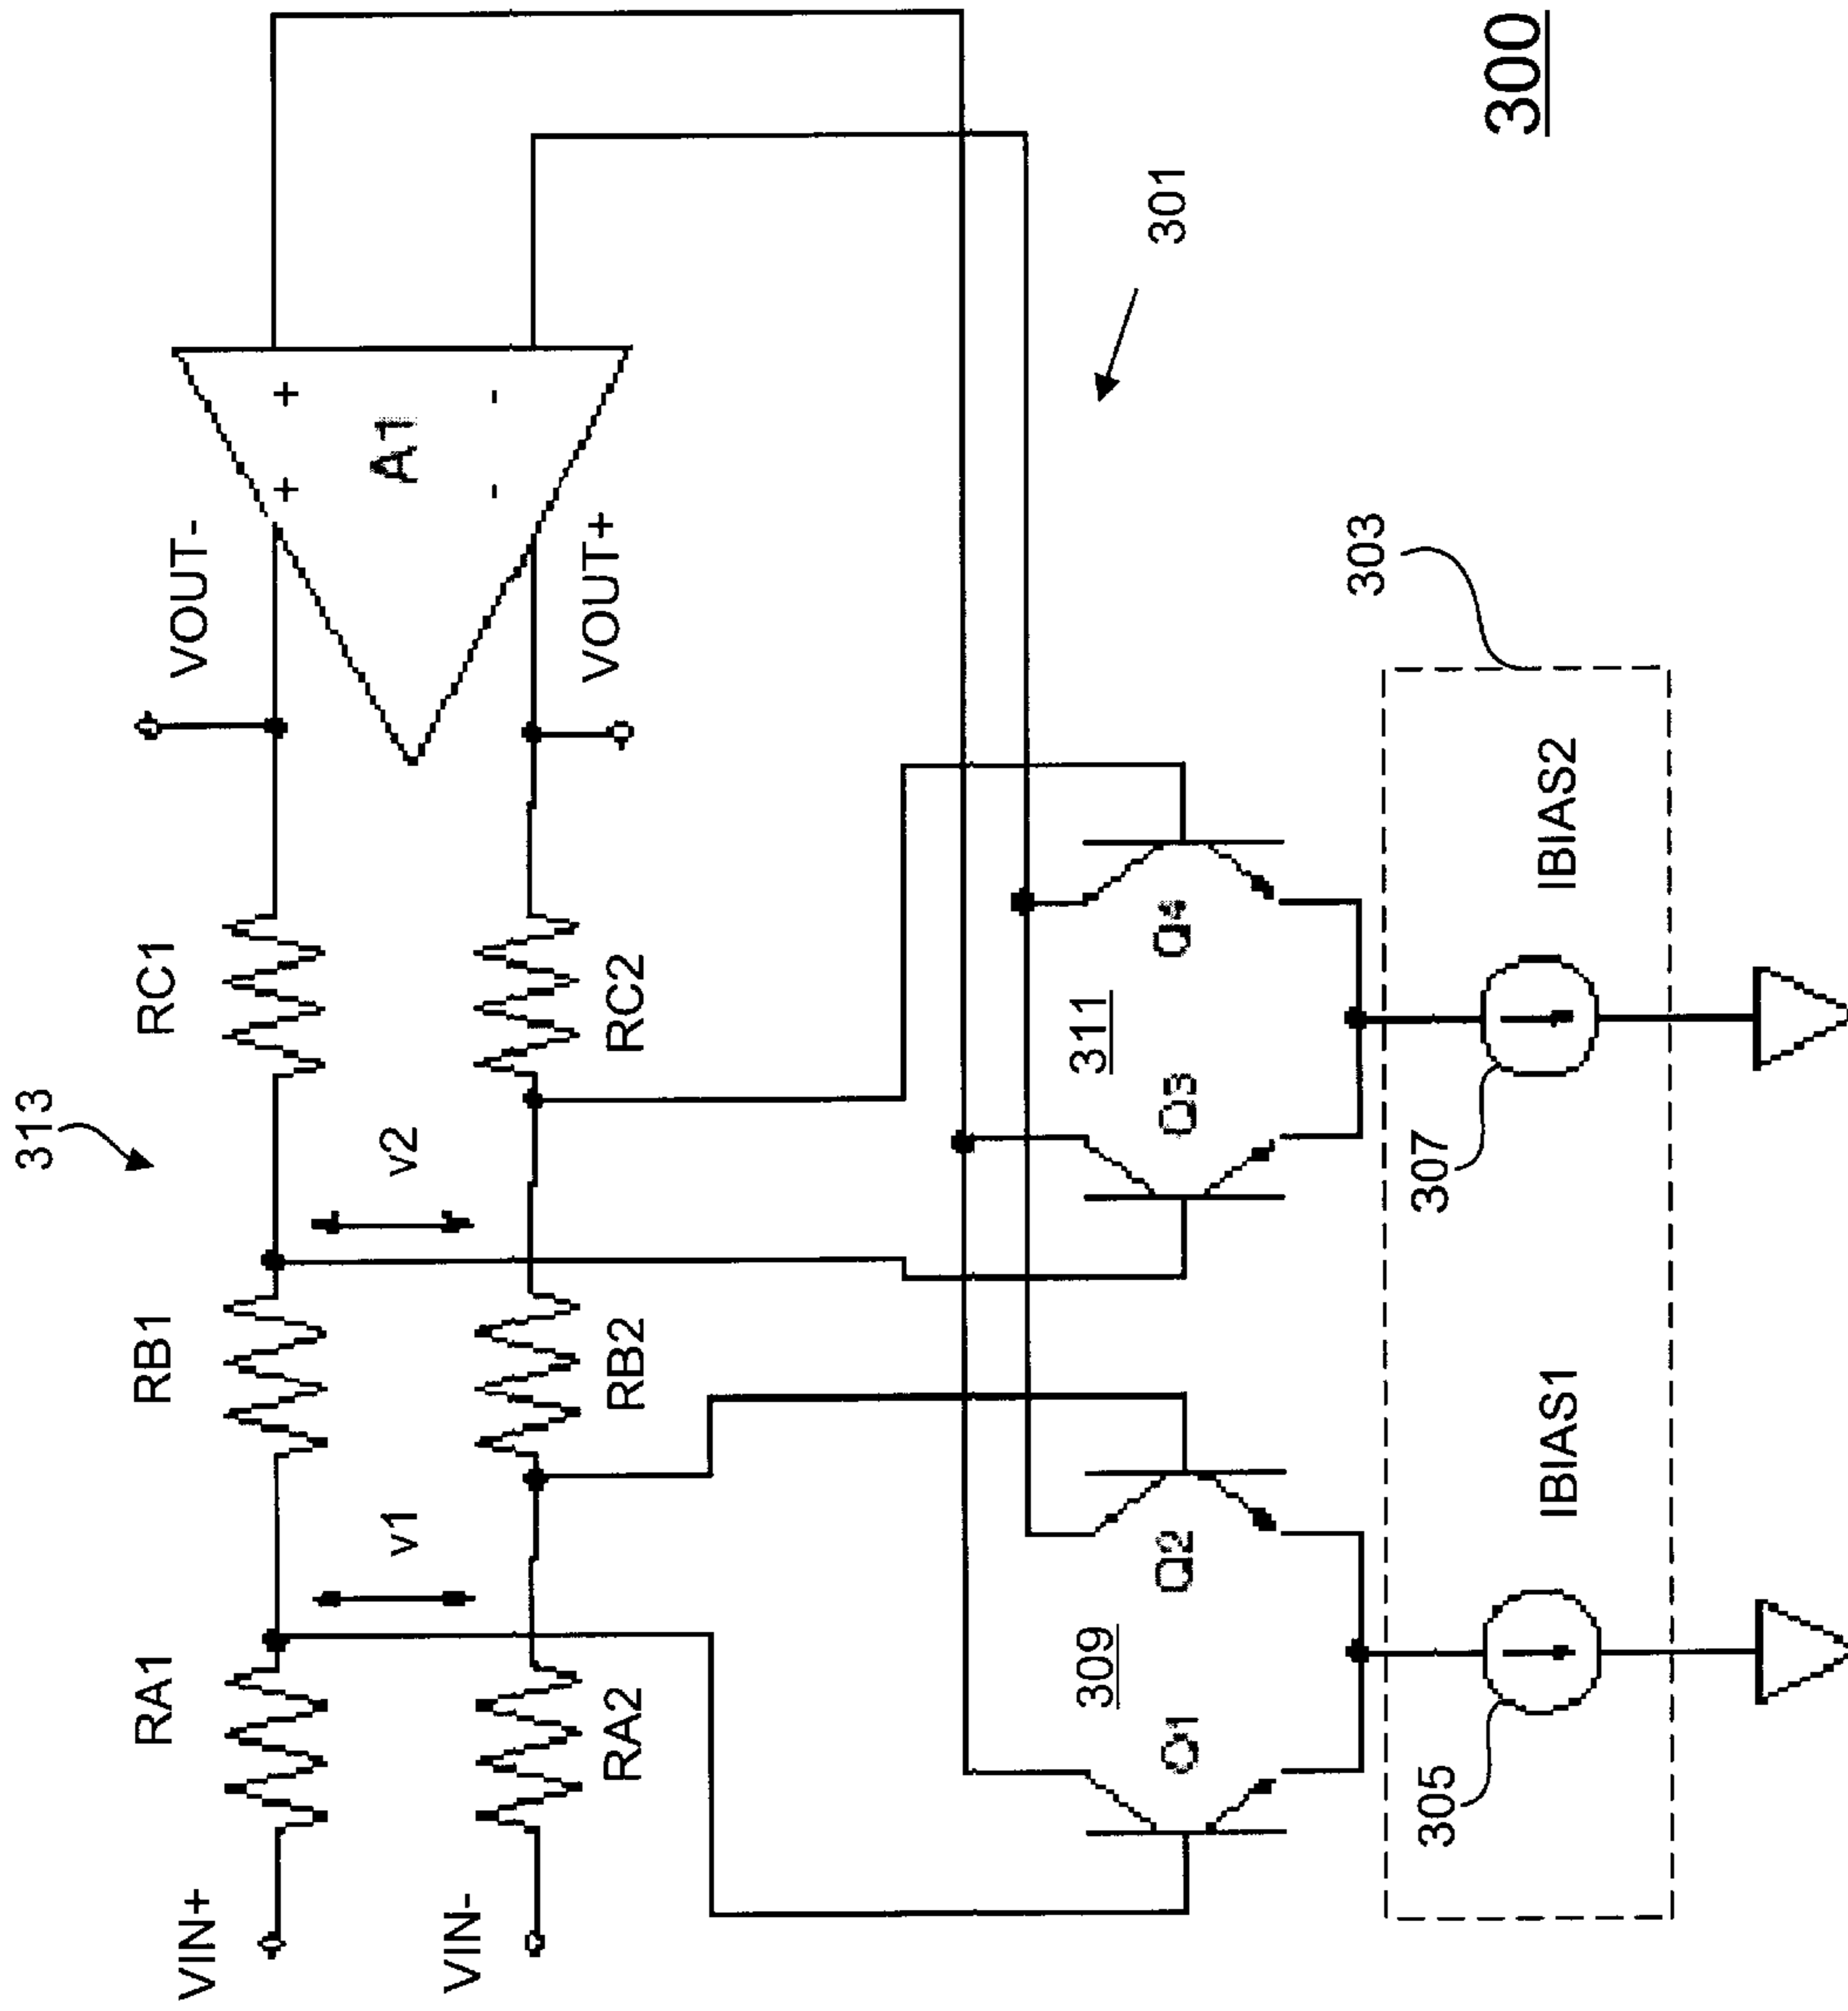 VIN+
VIN-
RA1
RA2
v1
RB1
RB2
v2
313
RC1
RC2
VOUT-
VOUT+
+ +
- -
A1
301
309
Q1
Q2
311
Q3
Q4
303
305
IBIAS1
307
IBIAS2
300